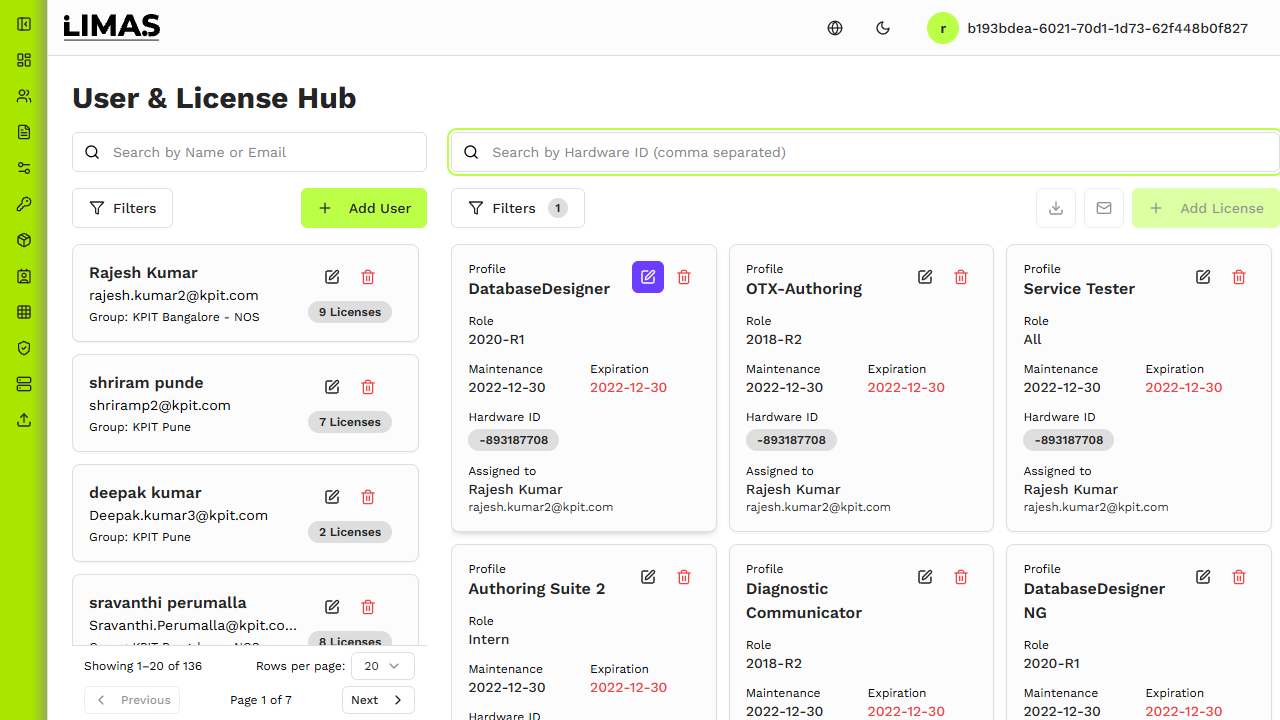 LIMAS
r
b193bdea-6021-70d1-1d73-62f448b0f827
User & License Hub
Search by Name or Email
Filters
Add User
Rajesh Kumar
rajesh.kumar2@kpit.com
Group: KPIT Bangalore - NOS
9 Licenses
shriram punde
shriramp2@kpit.com
Group: KPIT Pune
7 Licenses
deepak kumar
Deepak.kumar3@kpit.com
Group: KPIT Pune
2 Licenses
sravanthi perumalla
Sravanthi.Perumalla@kpit.co...
8 Licenses
Showing 1–20 of 136
Rows per page:
20
Previous
Page 1 of 7
Next
Search by Hardware ID (comma separated)
Filters
1
Add License
Profile
DatabaseDesigner
Role
2020-R1
Maintenance
Expiration
2022-12-30
2022-12-30
Hardware ID
-893187708
Assigned to
Rajesh Kumar
rajesh.kumar2@kpit.com
Profile
OTX-Authoring
Role
2018-R2
Maintenance
Expiration
2022-12-30
2022-12-30
Hardware ID
-893187708
Assigned to
Rajesh Kumar
rajesh.kumar2@kpit.com
Profile
Service Tester
Role
All
Maintenance
Expiration
2022-12-30
2022-12-30
Hardware ID
-893187708
Assigned to
Rajesh Kumar
rajesh.kumar2@kpit.com
Profile
Authoring Suite 2
Role
Intern
Maintenance
Expiration
2022-12-30
2022-12-30
Hardware ID
Profile
Diagnostic
Communicator
Role
2018-R2
Maintenance
Expiration
2022-12-30
2022-12-30
Profile
DatabaseDesigner
NG
Role
2020-R1
Maintenance
Expiration
2022-12-30
2022-12-30